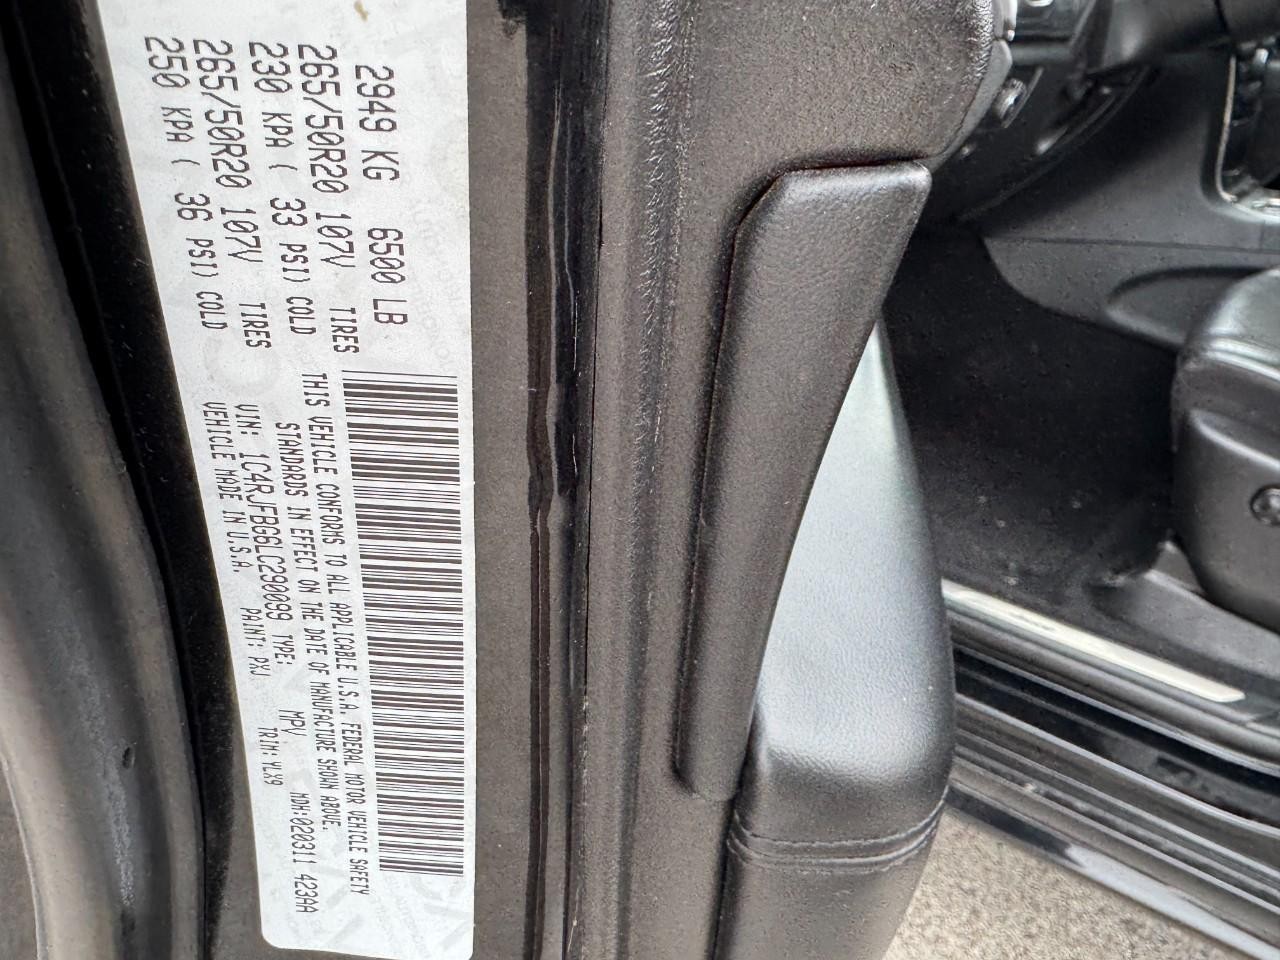 2949 KG 6500 LB
265/50R20 107V TIRES
230 KPA ( 33 PSI) COLD
265/50R20 107V TIRES
250 KPA ( 36 PSI) COLD
THIS VEHICLE CONFORMS TO ALL APPLICABLE U.S.A. FEDERAL MOTOR VEHICLE SAFETY
STANDARDS IN EFFECT ON THE DATE OF MANUFACTURE SHOWN ABOVE.
VIN: 1C4RJFBG6LC290099 TYPE: MPV MDH:020311 423AA
VEHICLE MADE IN U.S.A. PAINT: PXJ TRIM: VLX9